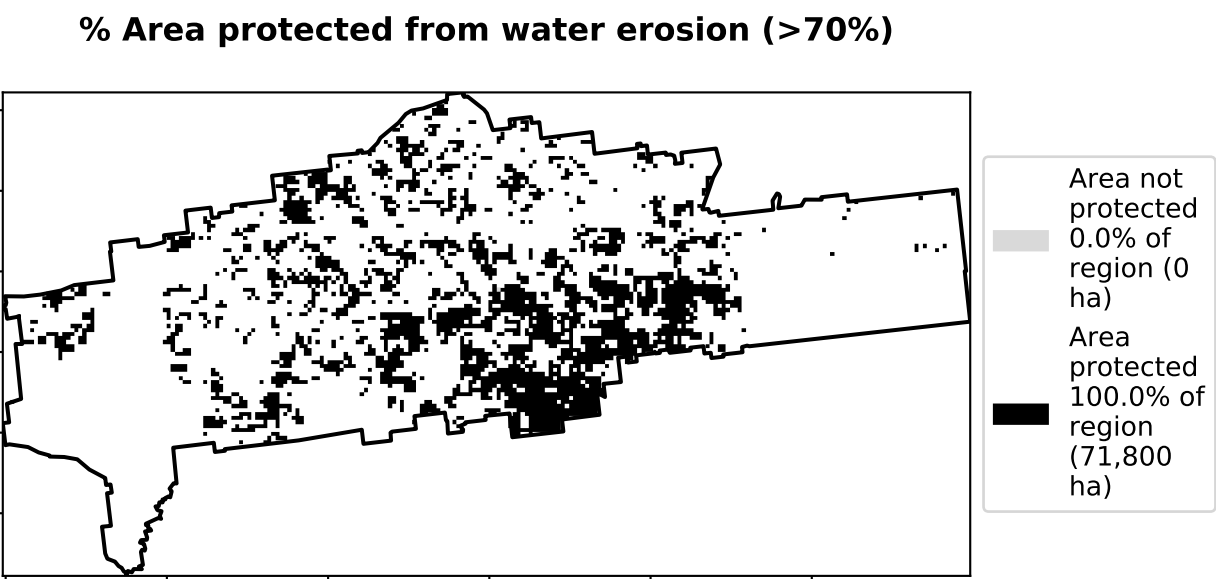 % Area protected from water erosion (>70%)
Area not
protected
0.0% of
region (0
ha)
Area
protected
100.0% of
region
(71,800
ha)